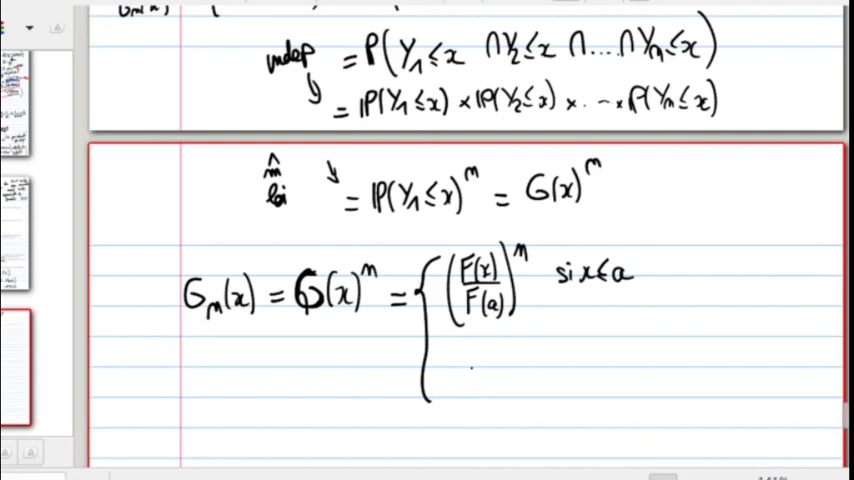 indep = P(Y₁ ≤ x ∩ Y₂ ≤ x ∩ .... ∩ Yₙ ≤ x)
= P(Y₁ ≤ x) × P(Y₂ ≤ x) × ... × P(Yₙ ≤ x)
m̂ loi = P(Y₁ ≤ x)ⁿ = G(x)ⁿ
Gₙ(x) = G(x)ⁿ = { (F(x)/F(a))ⁿ si x ≤ a